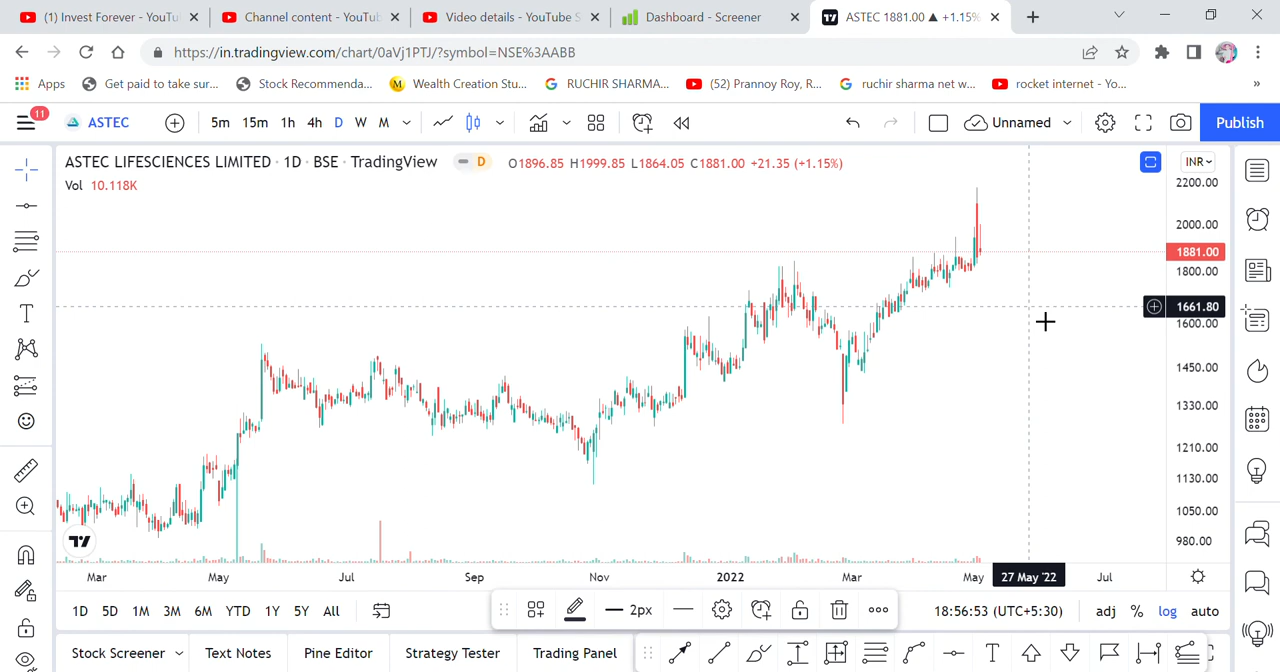 (1) Invest Forever - YouTu
Channel content - YouTub
Video details - YouTube S
Dashboard - Screener
ASTEC 1881.00 ▲ +1.15%
https://in.tradingview.com/chart/0aVj1PTJ/?symbol=NSE%3AABB
Apps
Get paid to take sur...
Stock Recommenda...
M
Wealth Creation Stu...
RUCHIR SHARMA...
(52) Prannoy Roy, R...
ruchir sharma net w...
rocket internet - Yo...
»
11
ASTEC
5m 15m 1h 4h D W M
Unnamed
Publish
ASTEC LIFESCIENCES LIMITED · 1D · BSE · TradingView
D
O1896.85 H1999.85 L1864.05 C1881.00 +21.35 (+1.15%)
INR
Vol 10.118K
2200.00
2000.00
1881.00
1800.00
1661.80
1600.00
1450.00
1330.00
1210.00
1130.00
1050.00
980.00
Mar May Jul Sep Nov 2022 Mar May 27 May '22 Jul
1D 5D 1M 3M 6M YTD 1Y 5Y All
2px
18:56:53 (UTC+5:30)
adj % log auto
Stock Screener
Text Notes
Pine Editor
Strategy Tester
Trading Panel